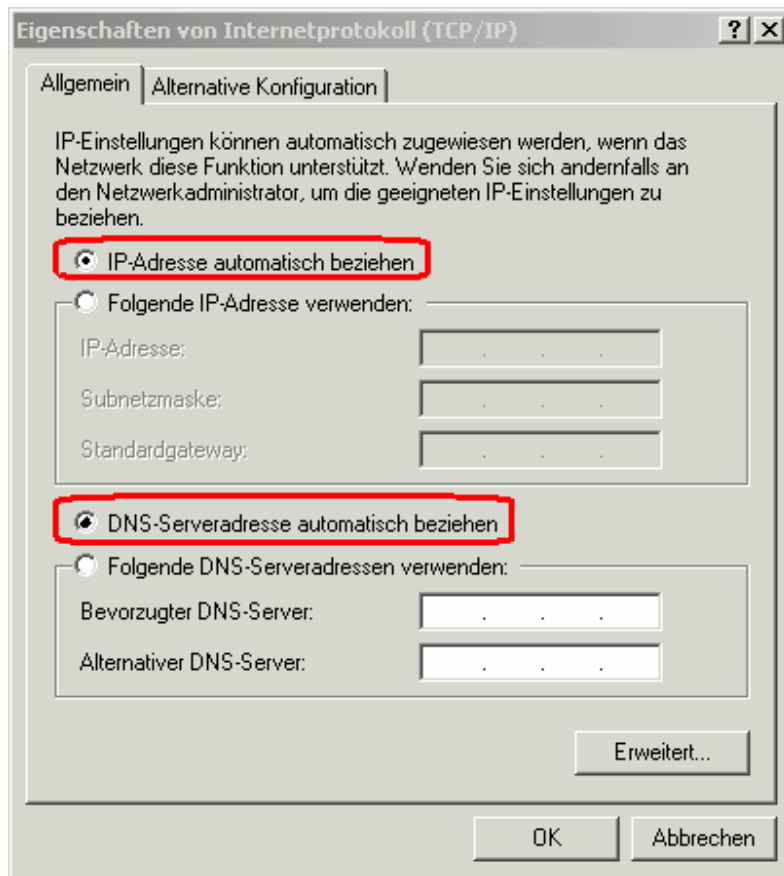 Eigenschaften von Internetprotokoll (TCP/IP)
Allgemein
Alternative Konfiguration
IP-Einstellungen können automatisch zugewiesen werden, wenn das
Netzwerk diese Funktion unterstützt. Wenden Sie sich andernfalls an
den Netzwerkadministrator, um die geeigneten IP-Einstellungen zu
beziehen.
IP-Adresse automatisch beziehen
Folgende IP-Adresse verwenden:
IP-Adresse:
Subnetzmaske:
Standardgateway:
DNS-Serveradresse automatisch beziehen
Folgende DNS-Serveradressen verwenden:
Bevorzugter DNS-Server:
Alternativer DNS-Server:
Erweitert...
OK
Abbrechen